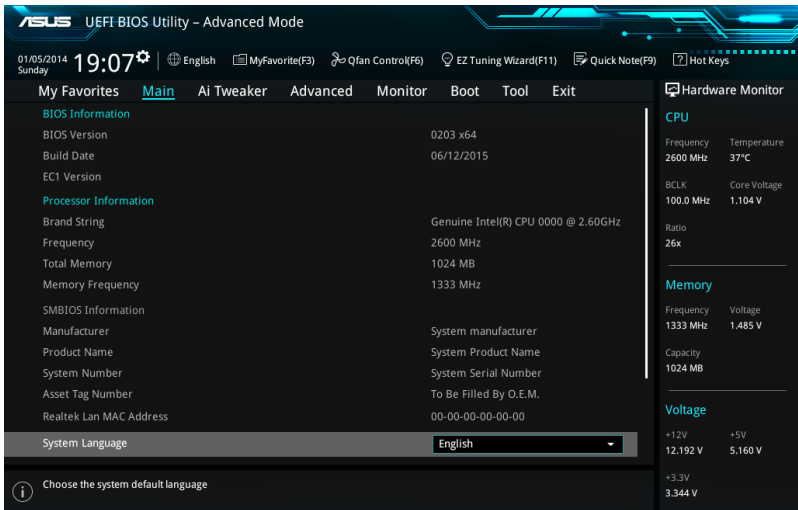 ASUS UEFI BIOS Utility – Advanced Mode
01/05/2014 Sunday 19:07 English MyFavorite(F3) Qfan Control(F6) EZ Tuning Wizard(F11) Quick Note(F9) ? Hot Keys
My Favorites Main Ai Tweaker Advanced Monitor Boot Tool Exit
BIOS Information
BIOS Version 0203 x64
Build Date 06/12/2015
EC1 Version
Processor Information
Brand String Genuine Intel(R) CPU 0000 @ 2.60GHz
Frequency 2600 MHz
Total Memory 1024 MB
Memory Frequency 1333 MHz
SMBIOS Information
Manufacturer System manufacturer
Product Name System Product Name
System Number System Serial Number
Asset Tag Number To Be Filled By O.E.M.
Realtek Lan MAC Address 00-00-00-00-00-00
System Language English
Choose the system default language
Hardware Monitor
CPU
Frequency Temperature
2600 MHz 37°C
BCLK Core Voltage
100.0 MHz 1.104 V
Ratio
26x
Memory
Frequency Voltage
1333 MHz 1.485 V
Capacity
1024 MB
Voltage
+12V +5V
12.192 V 5.160 V
+3.3V
3.344 V